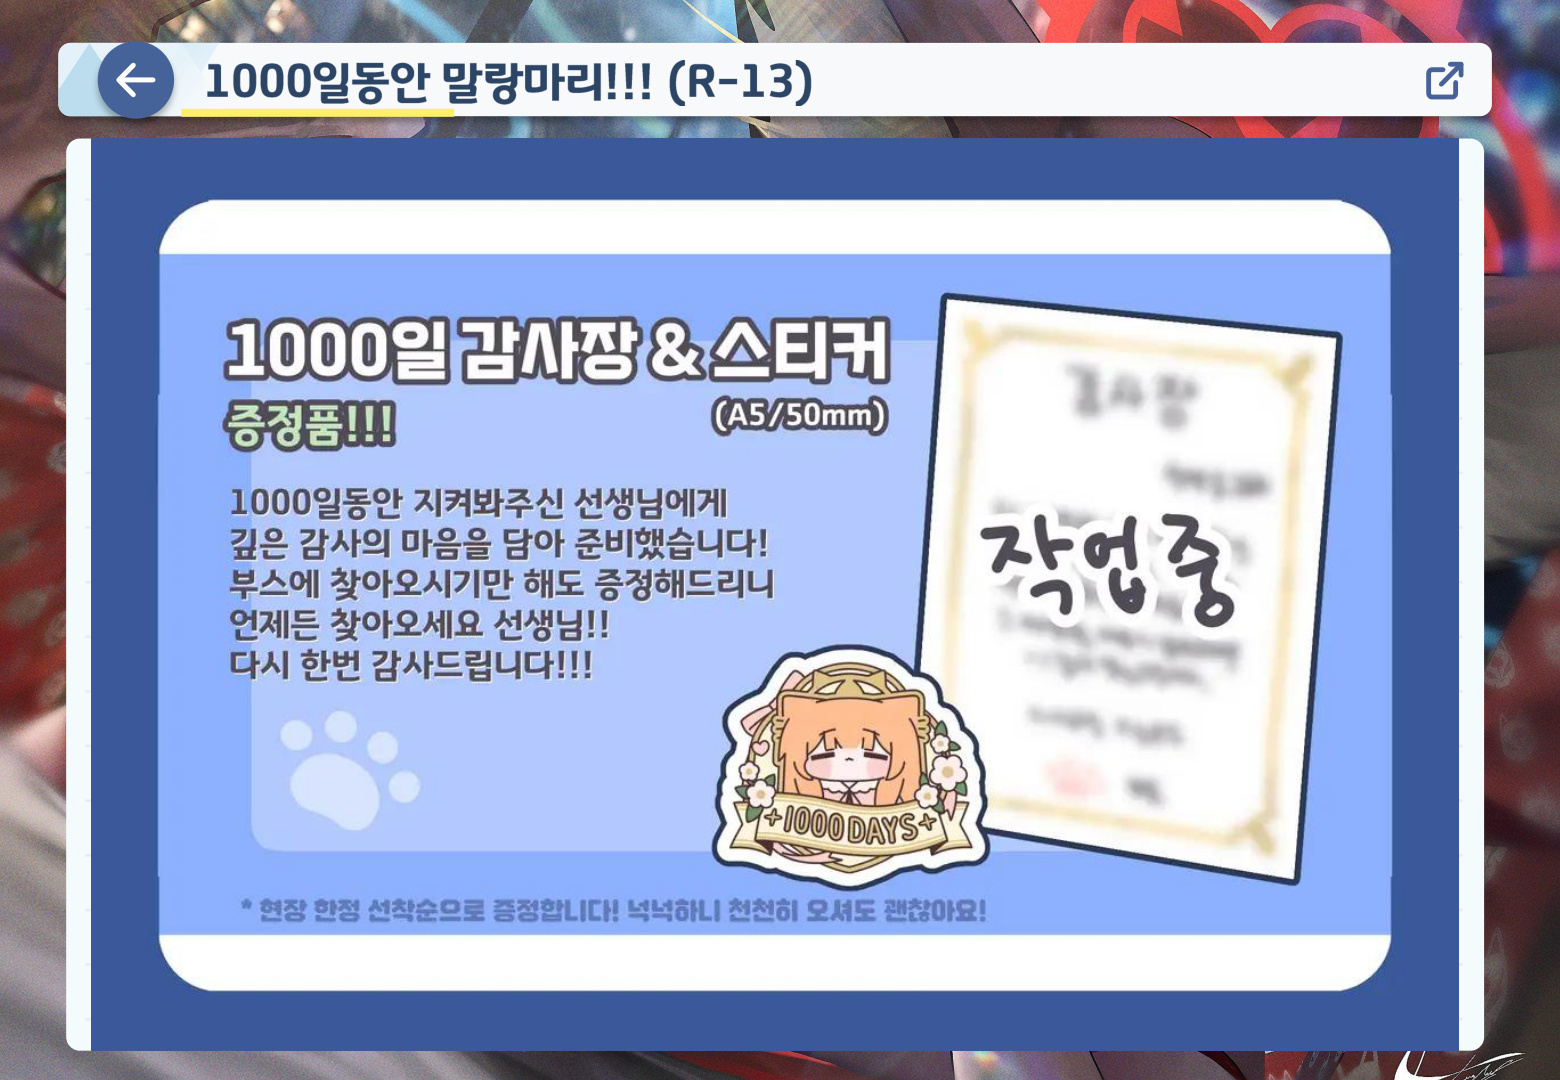 1000일동안 말랑마리!!! (R-13)
1000일 감사장 & 스티커
증정품!!!
(A5/50mm)
1000일동안 지켜봐주신 선생님에게
깊은 감사의 마음을 담아 준비했습니다!
부스에 찾아오시기만 해도 증정해드리니
언제든 찾아오세요 선생님!!
다시 한번 감사드립니다!!!
감사장
작업중
1000 DAYS
* 현장 한정 선착순으로 증정합니다! 넉넉하니 천천히 오셔도 괜찮아요!